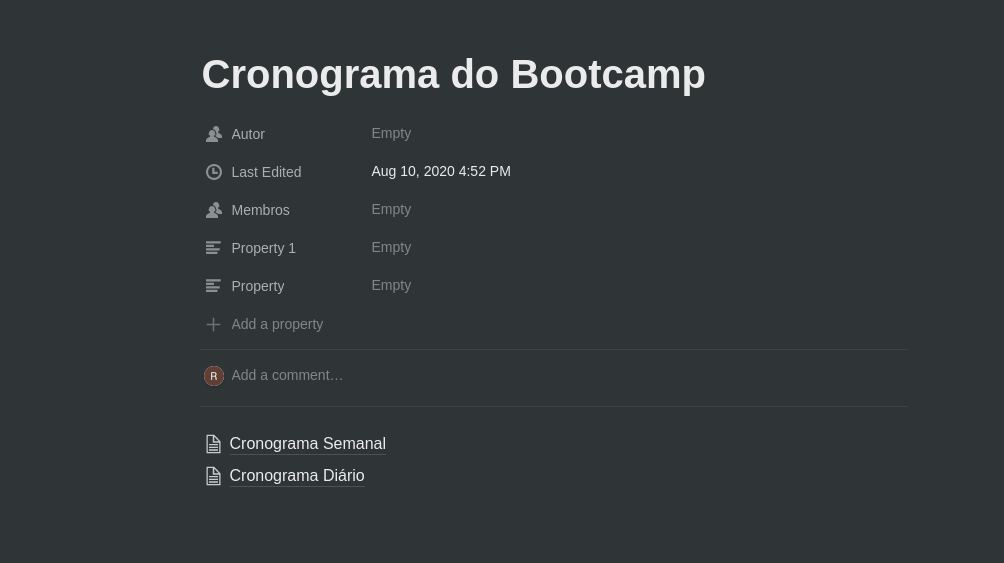 Cronograma do Bootcamp
Autor Empty
Last Edited Aug 10, 2020 4:52 PM
Membros Empty
Property 1 Empty
Property Empty
Add a property
R Add a comment…
Cronograma Semanal
Cronograma Diário